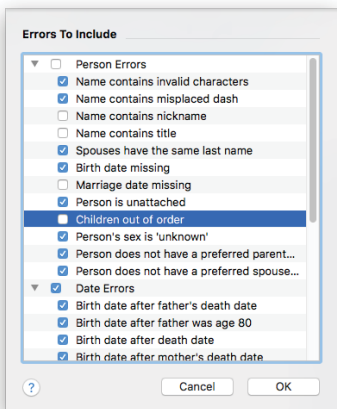 Errors To Include
Person Errors
Name contains invalid characters
Name contains misplaced dash
Name contains nickname
Name contains title
Spouses have the same last name
Birth date missing
Marriage date missing
Person is unattached
Children out of order
Person's sex is 'unknown'
Person does not have a preferred parent...
Person does not have a preferred spouse...
Date Errors
Birth date after father's death date
Birth date after father was age 80
Birth date after death date
Birth date after mother's death date
? Cancel OK